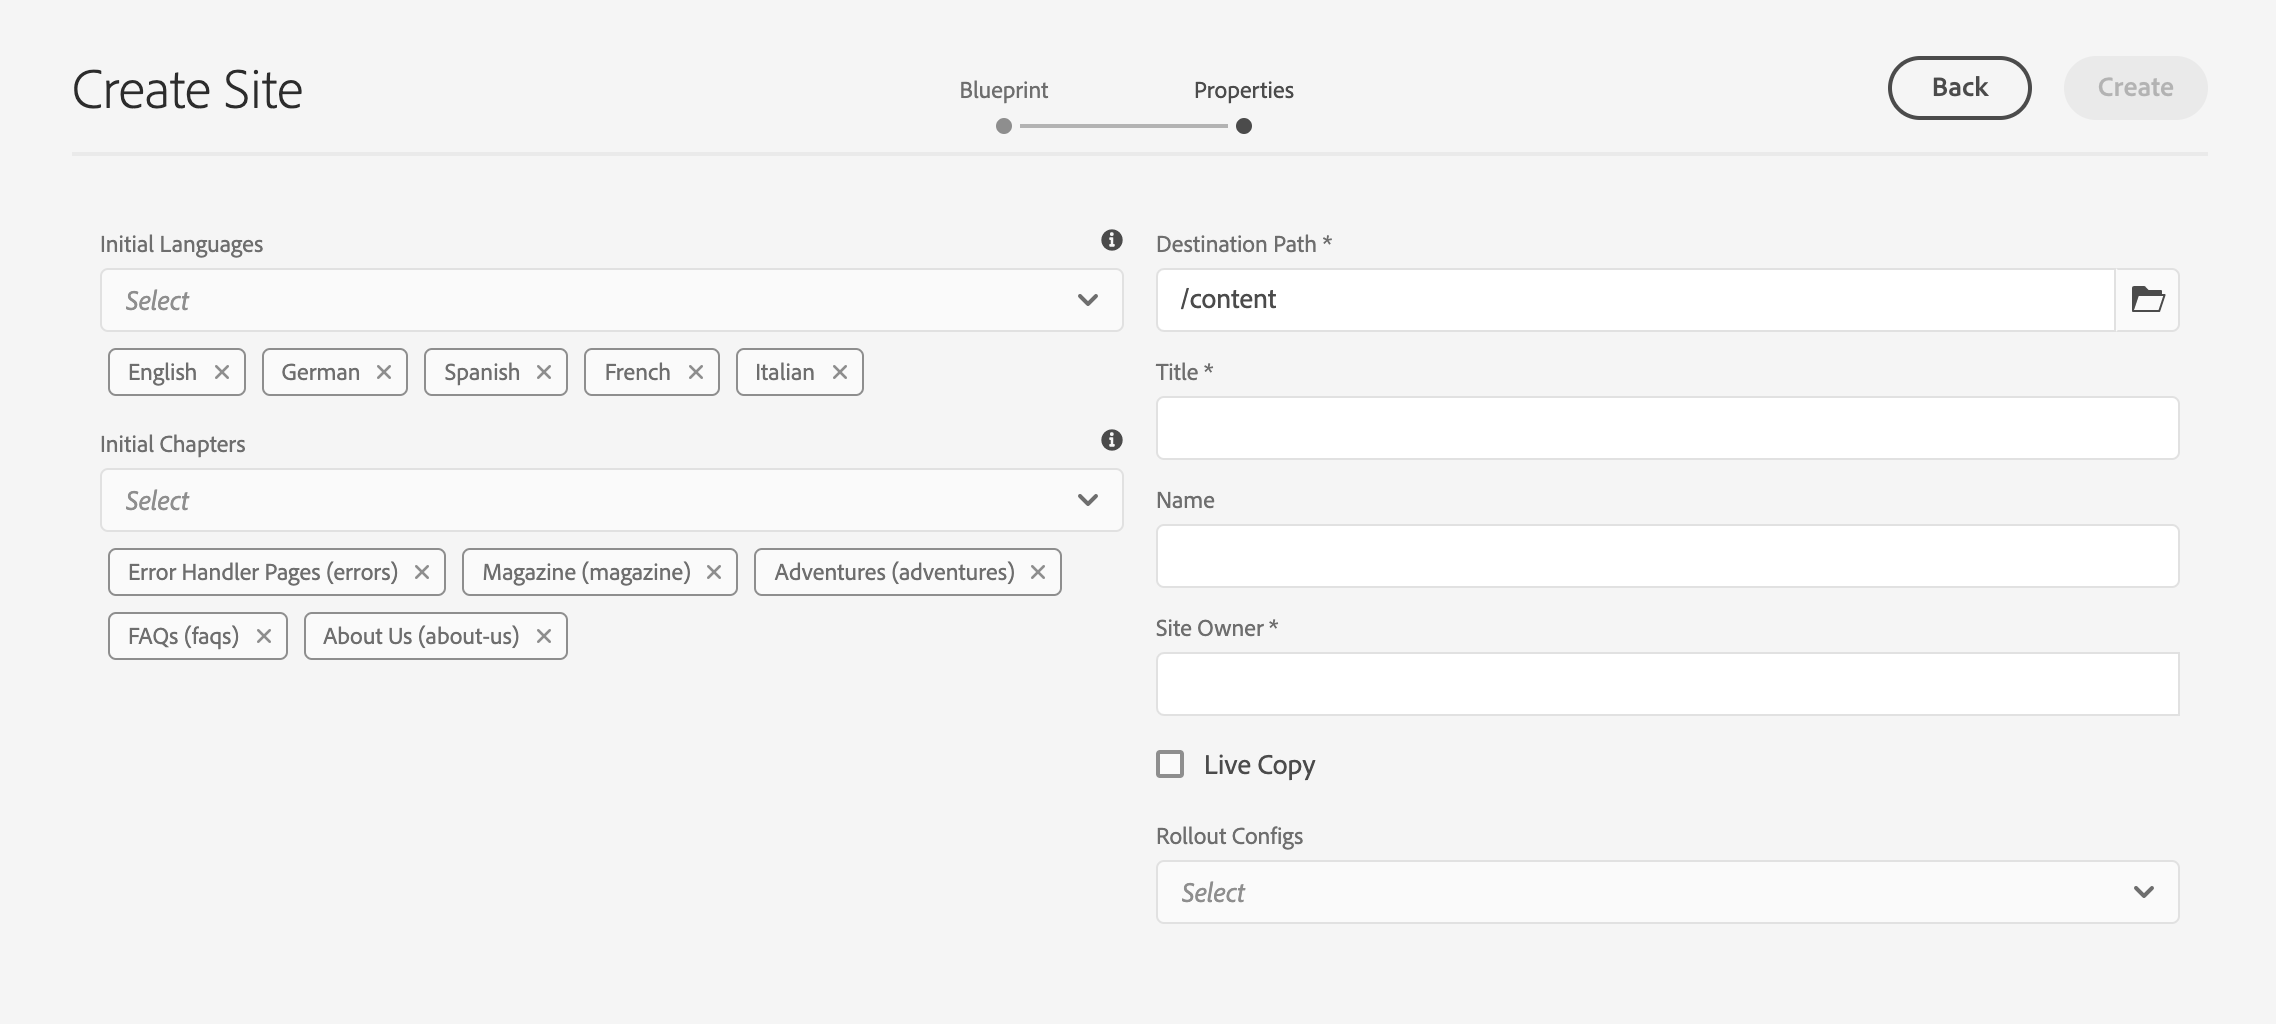 Create Site
Blueprint
Properties
Back
Create
Initial Languages
Select
English
German
Spanish
French
Italian
Initial Chapters
Select
Error Handler Pages (errors)
Magazine (magazine)
Adventures (adventures)
FAQs (faqs)
About Us (about-us)
Destination Path *
/content
Title *
Name
Site Owner *
Live Copy
Rollout Configs
Select